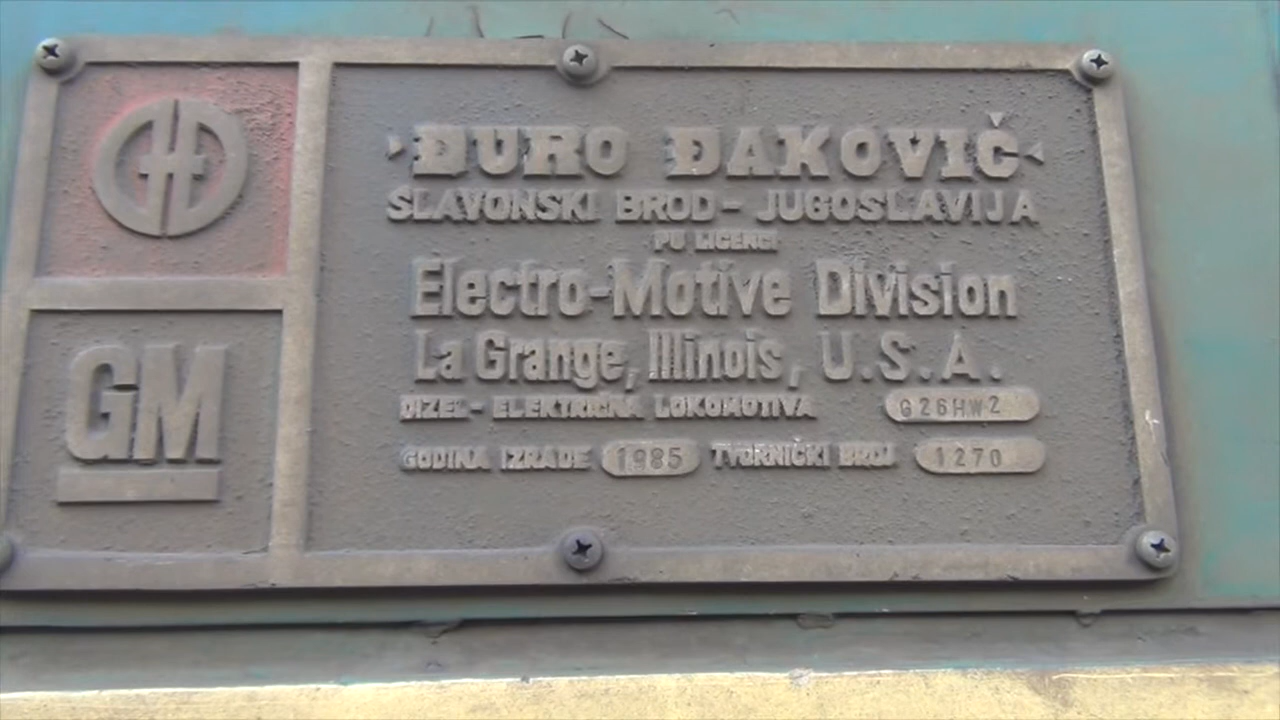 ĐURO ĐAKOVIČ
SLAVONSKI BROD - JUGOSLAVIJA
PO LICENCI
Electro-Motive Division
La Grange, Illinois, U.S.A.
DIZEL - ELEKTRIČNA LOKOMOTIVA G26HW2
GODINA IZRADE 1985 TVORNIČKI BROJ 1270
GM